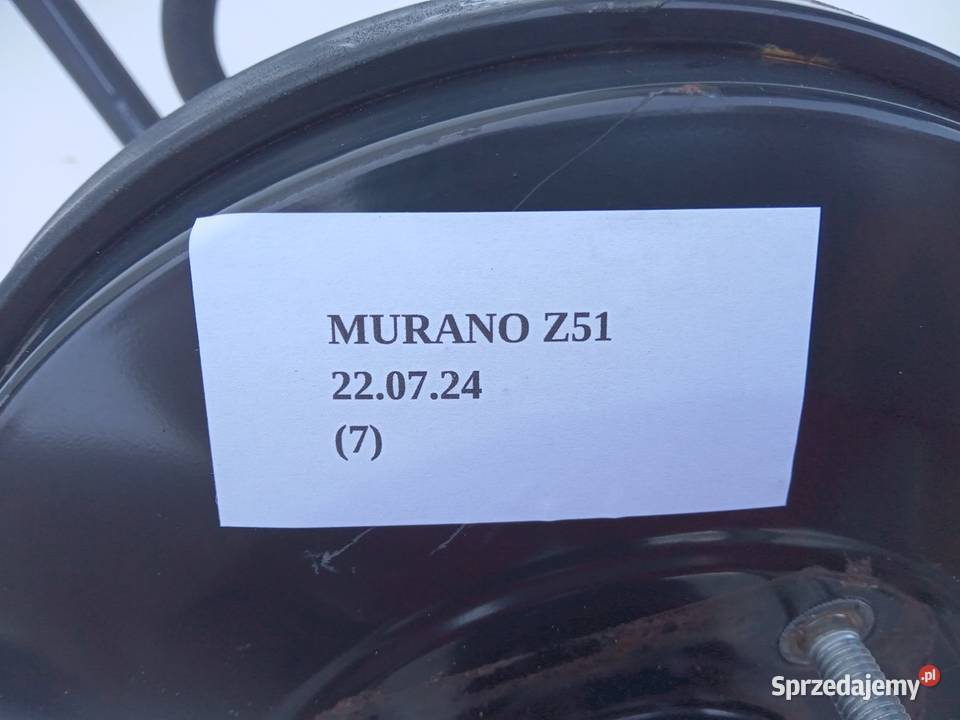 MURANO Z51
22.07.24
(7)
Sprzedajemy.pl